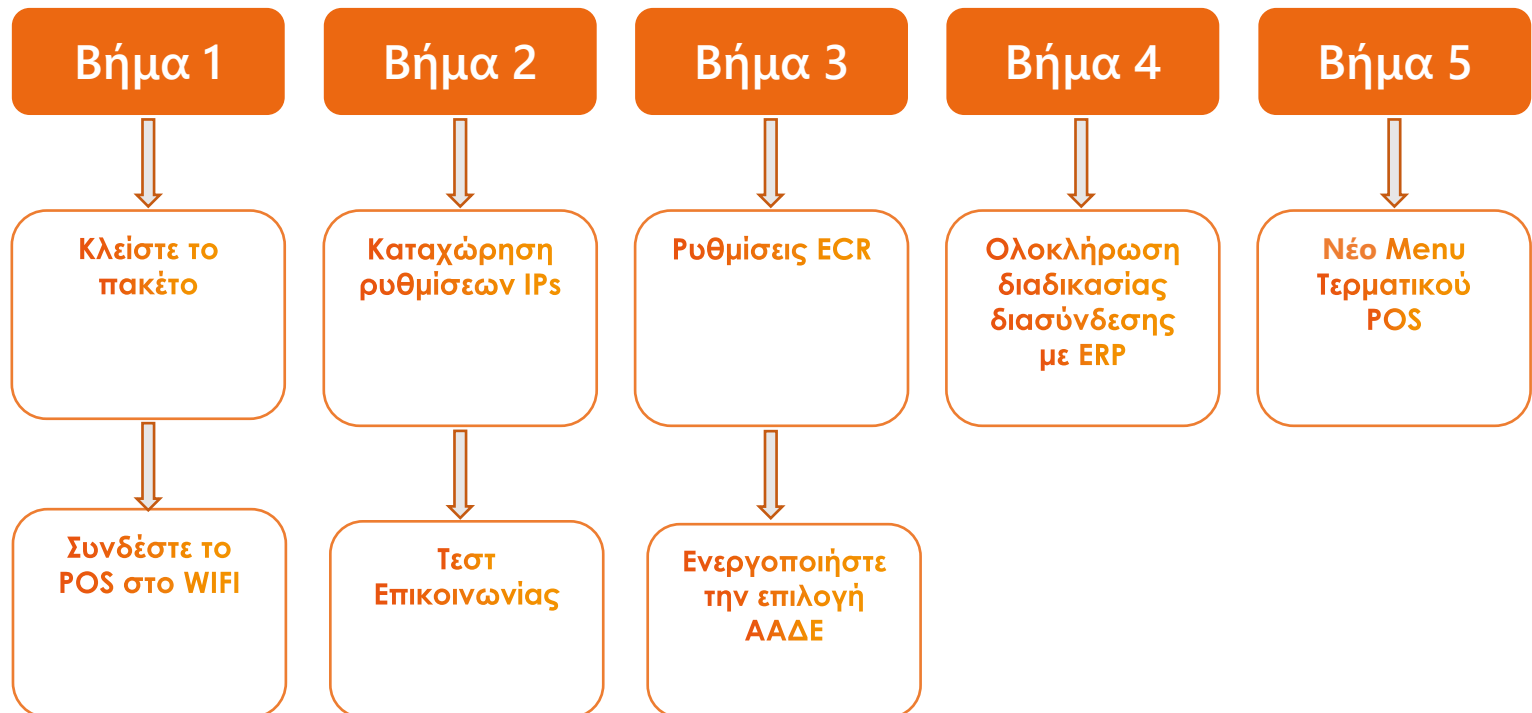 Βήμα 1
Κλείστε το
πακέτο
Συνδέστε το
POS στο WIFI
Βήμα 2
Καταχώρηση
ρυθμίσεων IPs
Τεστ
Επικοινωνίας
Βήμα 3
Ρυθμίσεις ECR
Ενεργοποιήστε
την επιλογή
ΑΑΔΕ
Βήμα 4
Ολοκλήρωση
διαδικασίας
διασύνδεσης
με ERP
Βήμα 5
Νέο Menu
Τερματικού
POS